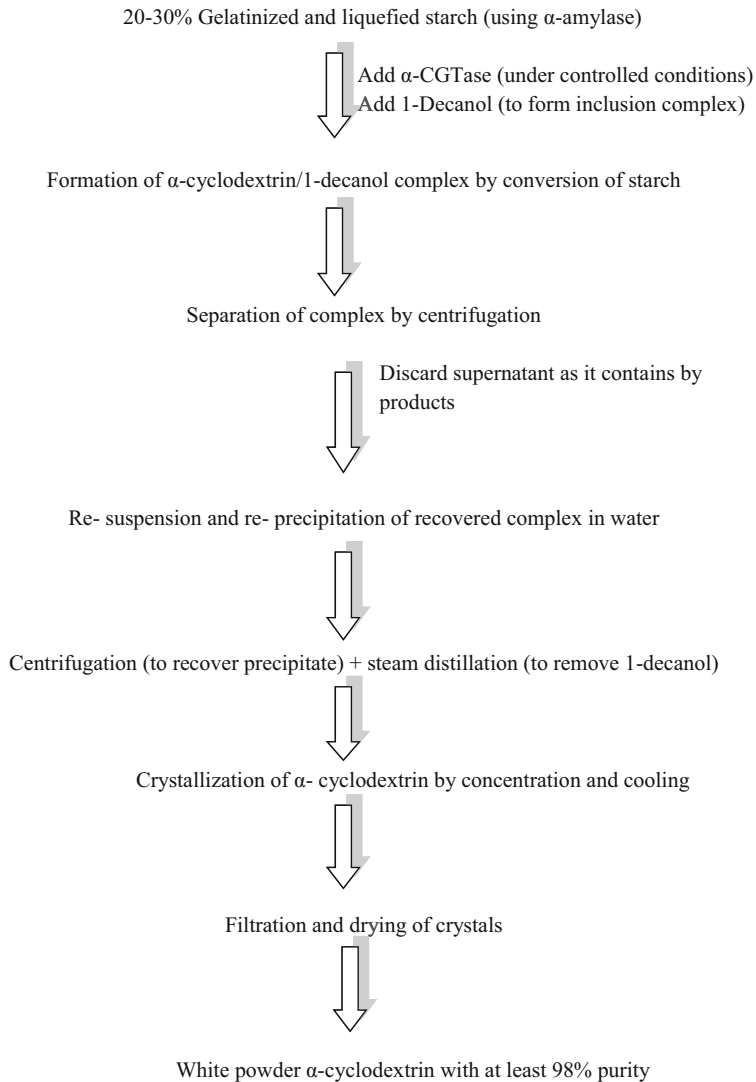 20-30% Gelatinized and liquefied starch (using α-amylase)
Add α-CGTase (under controlled conditions)
Add 1-Decanol (to form inclusion complex)
Formation of α-cyclodextrin/1-decanol complex by conversion of starch
Separation of complex by centrifugation
Discard supernatant as it contains by
products
Re- suspension and re- precipitation of recovered complex in water
Centrifugation (to recover precipitate) + steam distillation (to remove 1-decanol)
Crystallization of α- cyclodextrin by concentration and cooling
Filtration and drying of crystals
White powder α-cyclodextrin with at least 98% purity